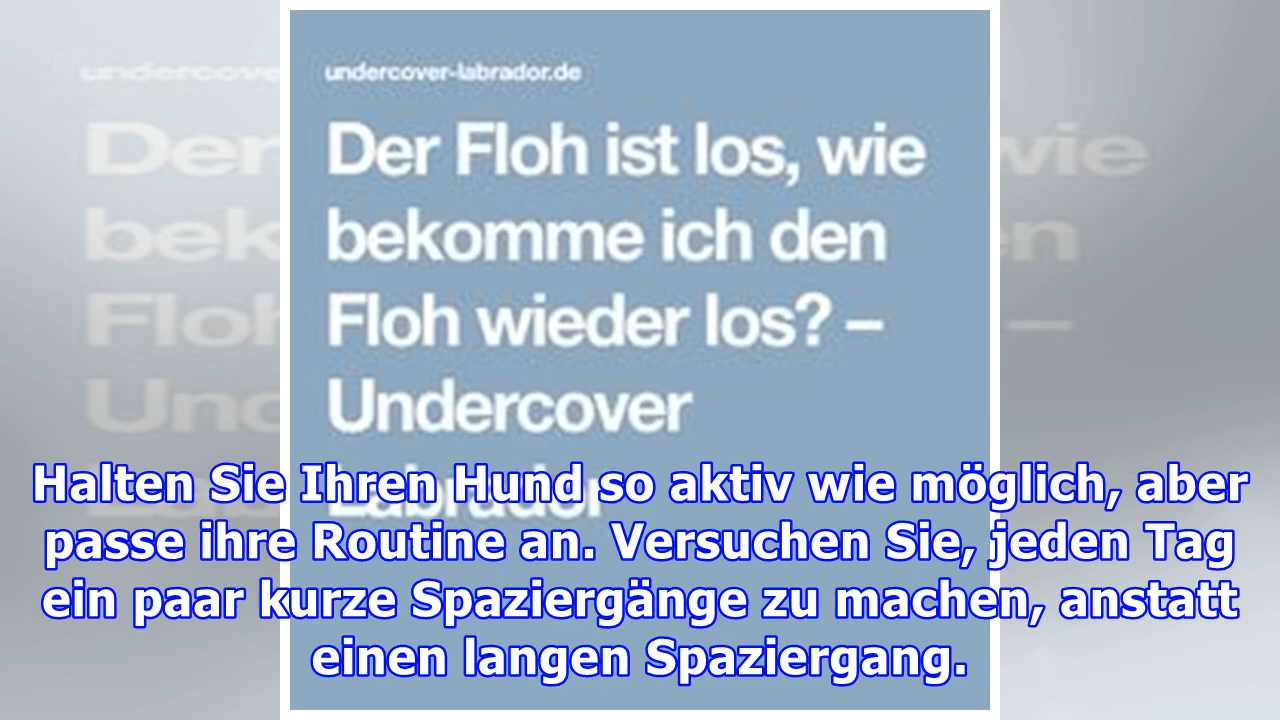 undercover-labrador.de
Der Floh ist los, wie
bekomme ich den
Floh wieder los? –
Undercover
Labrador
Halten Sie Ihren Hund so aktiv wie möglich, aber
passe ihre Routine an. Versuchen Sie, jeden Tag
ein paar kurze Spaziergänge zu machen, anstatt
einen langen Spaziergang.